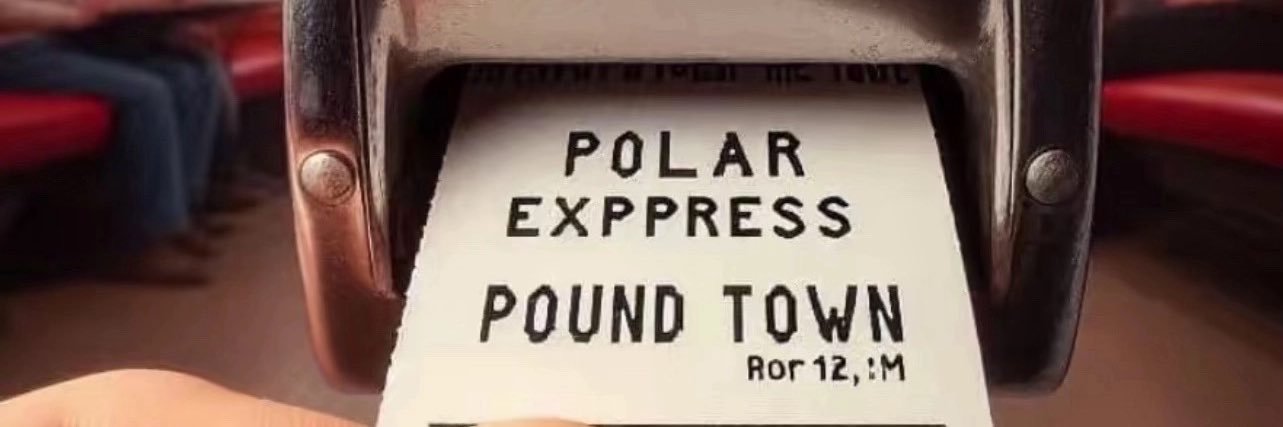 POLAR
EXPPRESS
POUND TOWN
Ror 12,:M